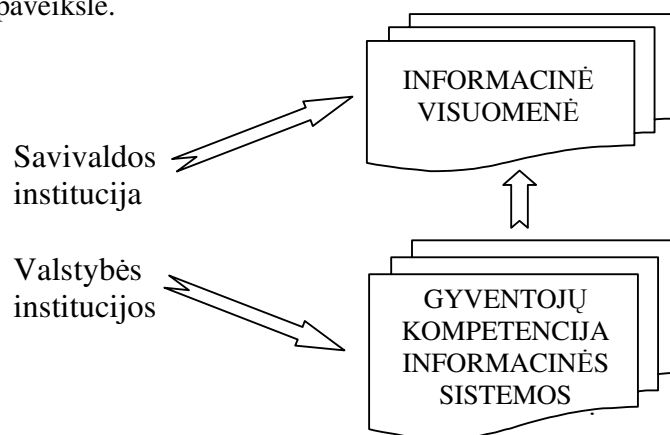 paveiksle.
INFORMACINĖ
VISUOMENĖ
Savivaldos
institucija
Valstybės
institucijos
GYVENTOJŲ
KOMPETENCIJA
INFORMACINĖS
SISTEMOS